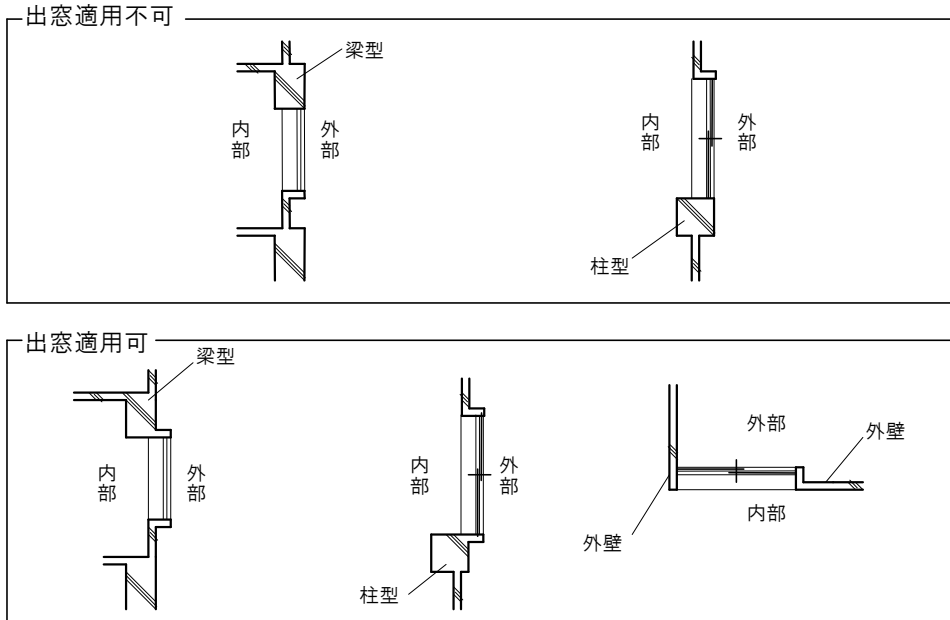 出窓適用不可
梁型
内部
外部
内部
外部
柱型
出窓適用可
梁型
内部
外部
内部
外部
柱型
外部
外壁
内部
外壁